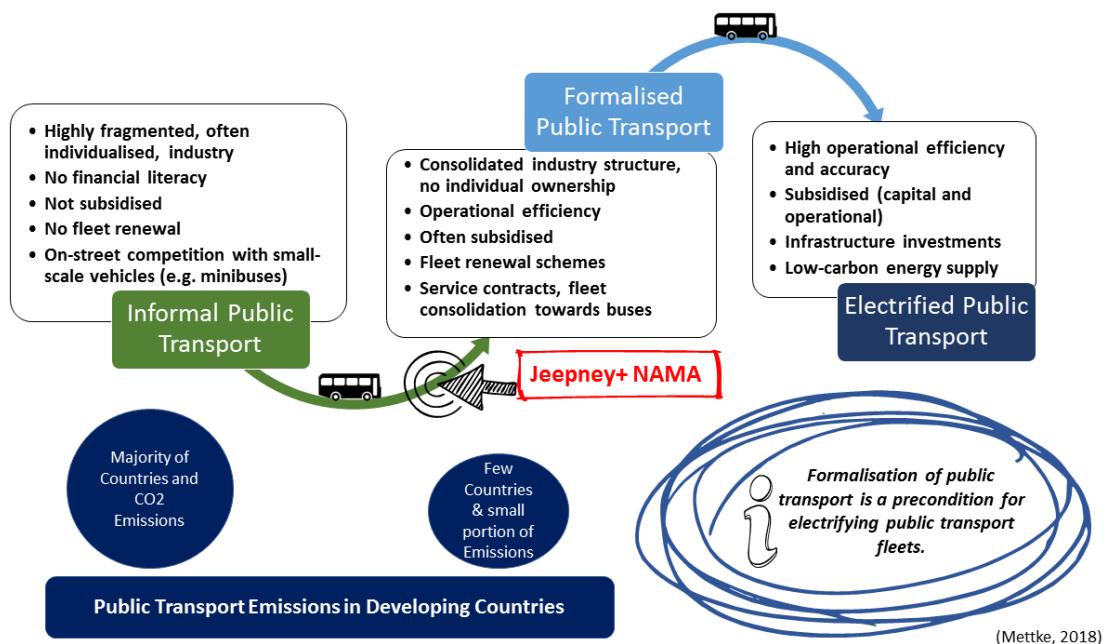 • Highly fragmented, often
individualised, industry
• No financial literacy
• Not subsidised
• No fleet renewal
• On-street competition with small-
scale vehicles (e.g. minibuses)
Informal Public
Transport
Formalised
Public Transport
• Consolidated industry structure,
no individual ownership
• Operational efficiency
• Often subsidised
• Fleet renewal schemes
• Service contracts, fleet
consolidation towards buses
• High operational efficiency
and accuracy
• Subsidised (capital and
operational)
• Infrastructure investments
• Low-carbon energy supply
Electrified Public
Transport
Jeepney+ NAMA
Majority of
Countries and
CO2
Emissions
Few
Countries
& small
portion of
Emissions
i
Formalisation of public
transport is a precondition for
electrifying public transport
fleets.
Public Transport Emissions in Developing Countries
(Mettke, 2018)